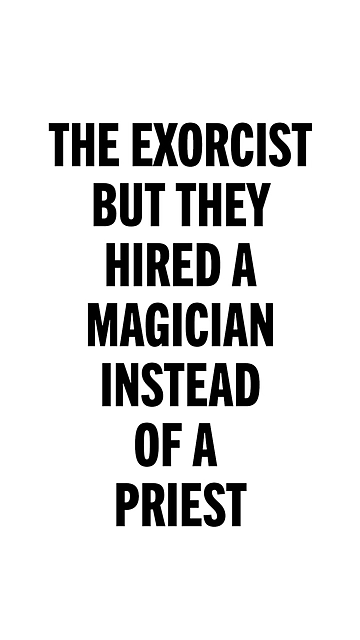 THE EXORCIST
BUT THEY
HIRED A
MAGICIAN
INSTEAD
OF A
PRIEST